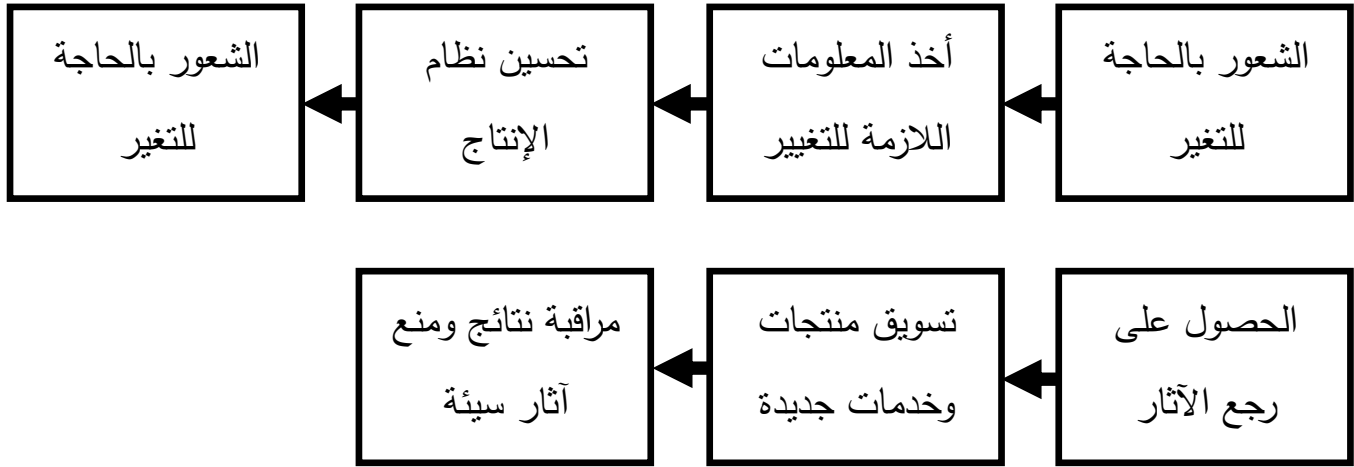 الشعور بالحاجة
للتغير
أخذ المعلومات
اللازمة للتغيير
تحسين نظام
الإنتاج
الشعور بالحاجة
للتغير
الحصول على
رجع الآثار
تسويق منتجات
وخدمات جديدة
مراقبة نتائج ومنع
آثار سيئة